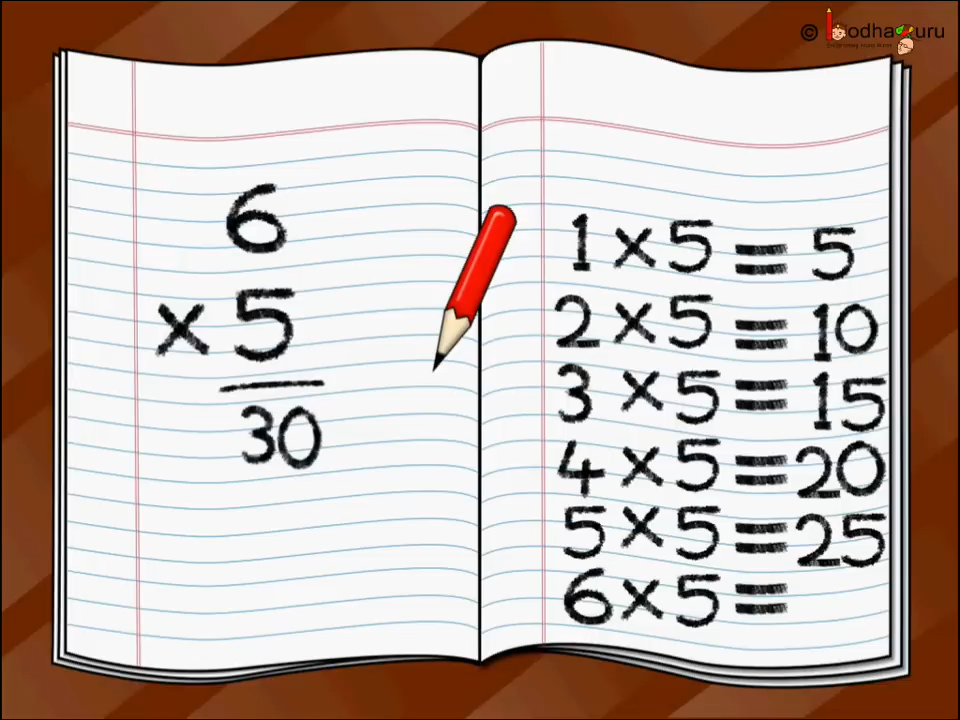 © BodhaGuru
6
× 5
30
1 × 5 = 5
2 × 5 = 10
3 × 5 = 15
4 × 5 = 20
5 × 5 = 25
6 × 5 =